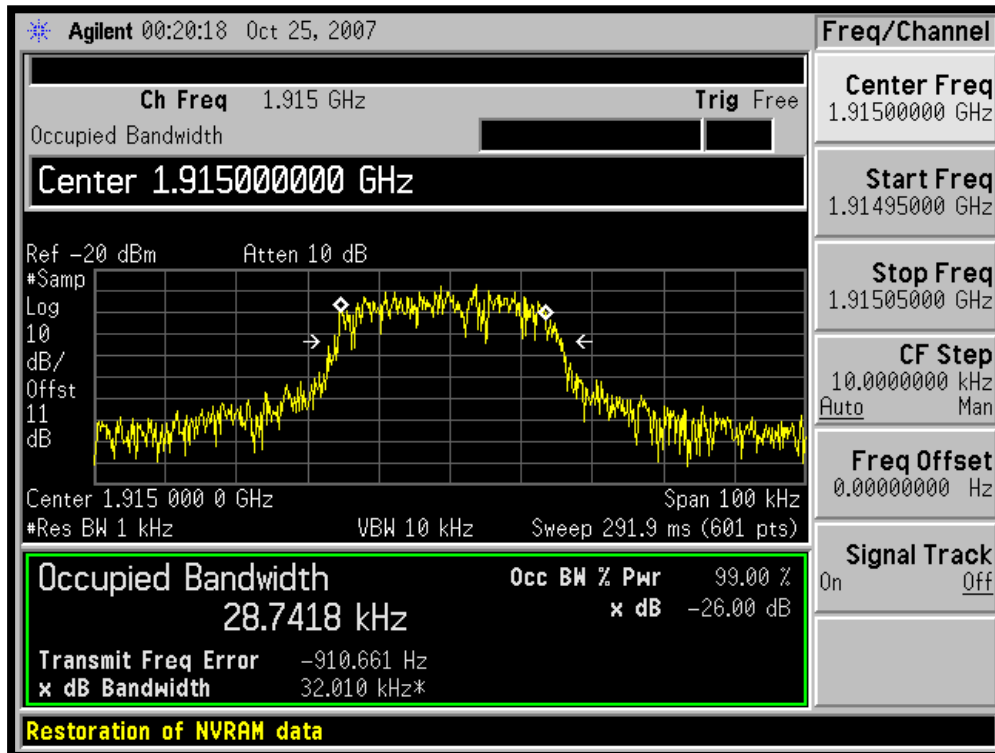 Agilent 00:20:18 Oct 25, 2007
Ch Freq 1.915 GHz Trig Free
Occupied Bandwidth
Center 1.915000000 GHz
Ref -20 dBm Atten 10 dB
#Samp
Log
10
dB/
Offst
11
dB
Center 1.915 000 0 GHz Span 100 kHz
#Res BW 1 kHz VBW 10 kHz Sweep 291.9 ms (601 pts)
Occupied Bandwidth
28.7418 kHz
Occ BW % Pwr 99.00 %
x dB -26.00 dB
Transmit Freq Error -910.661 Hz
x dB Bandwidth 32.010 kHz*
Restoration of NVRAM data
Freq/Channel
Center Freq
1.91500000 GHz
Start Freq
1.91495000 GHz
Stop Freq
1.91505000 GHz
CF Step
10.0000000 kHz
Auto Man
Freq Offset
0.00000000 Hz
Signal Track
On Off